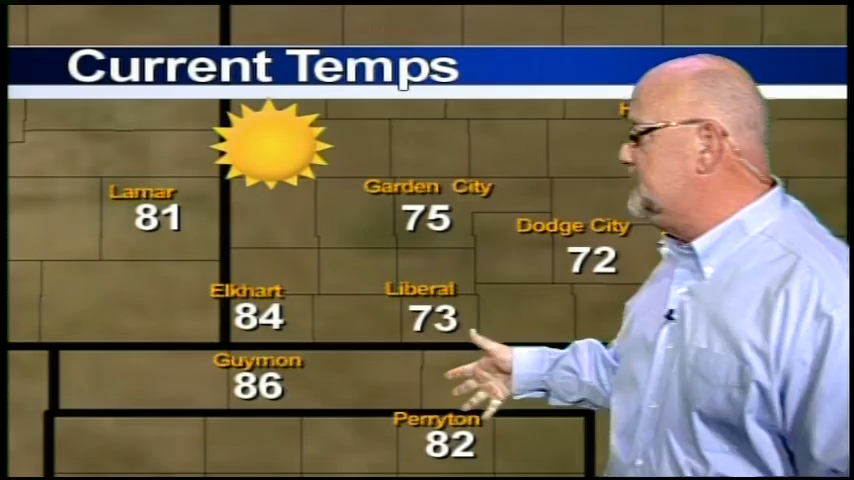 Current Temps
H
Lamar
81
Garden City
75
Dodge City
72
Elkhart
84
Liberal
73
Guymon
86
Perryton
82